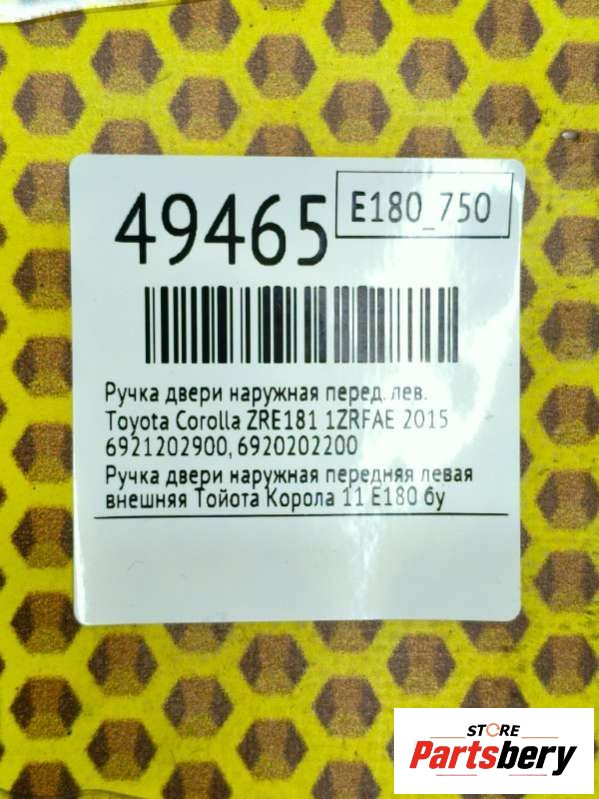 49465
E180_750
Ручка двери наружная перед. лев.
Toyota Corolla ZRE181 1ZRFAE 2015
6921202900, 6920202200
Ручка двери наружная передняя левая
внешняя Тойота Корола 11 Е180 бу
STORE
Partsbery